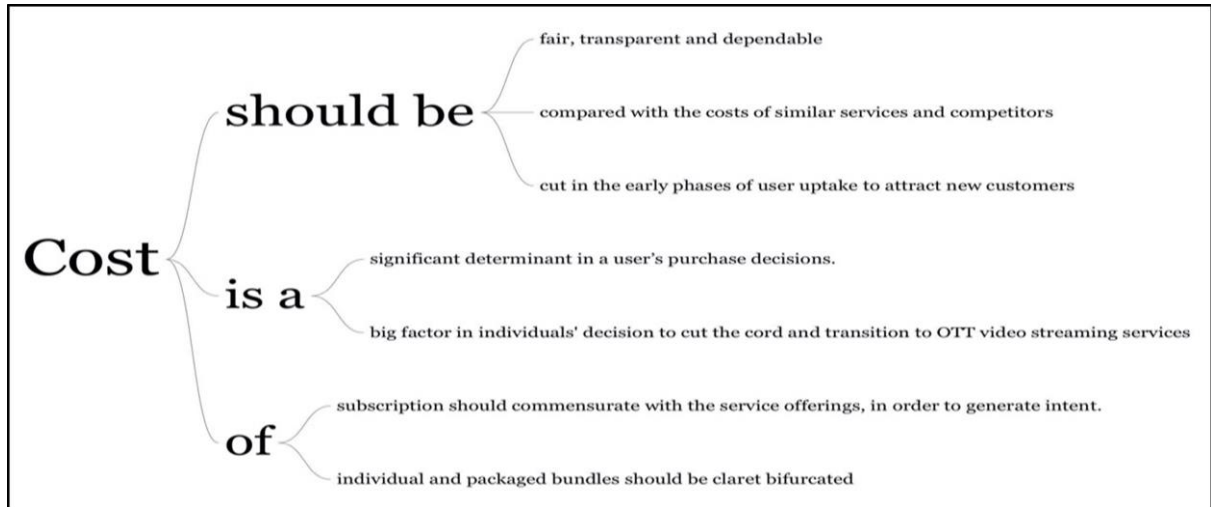 Cost
should be
fair, transparent and dependable
compared with the costs of similar services and competitors
cut in the early phases of user uptake to attract new customers
is a
significant determinant in a user's purchase decisions.
big factor in individuals' decision to cut the cord and transition to OTT video streaming services
of
subscription should commensurate with the service offerings, in order to generate intent.
individual and packaged bundles should be claret bifurcated